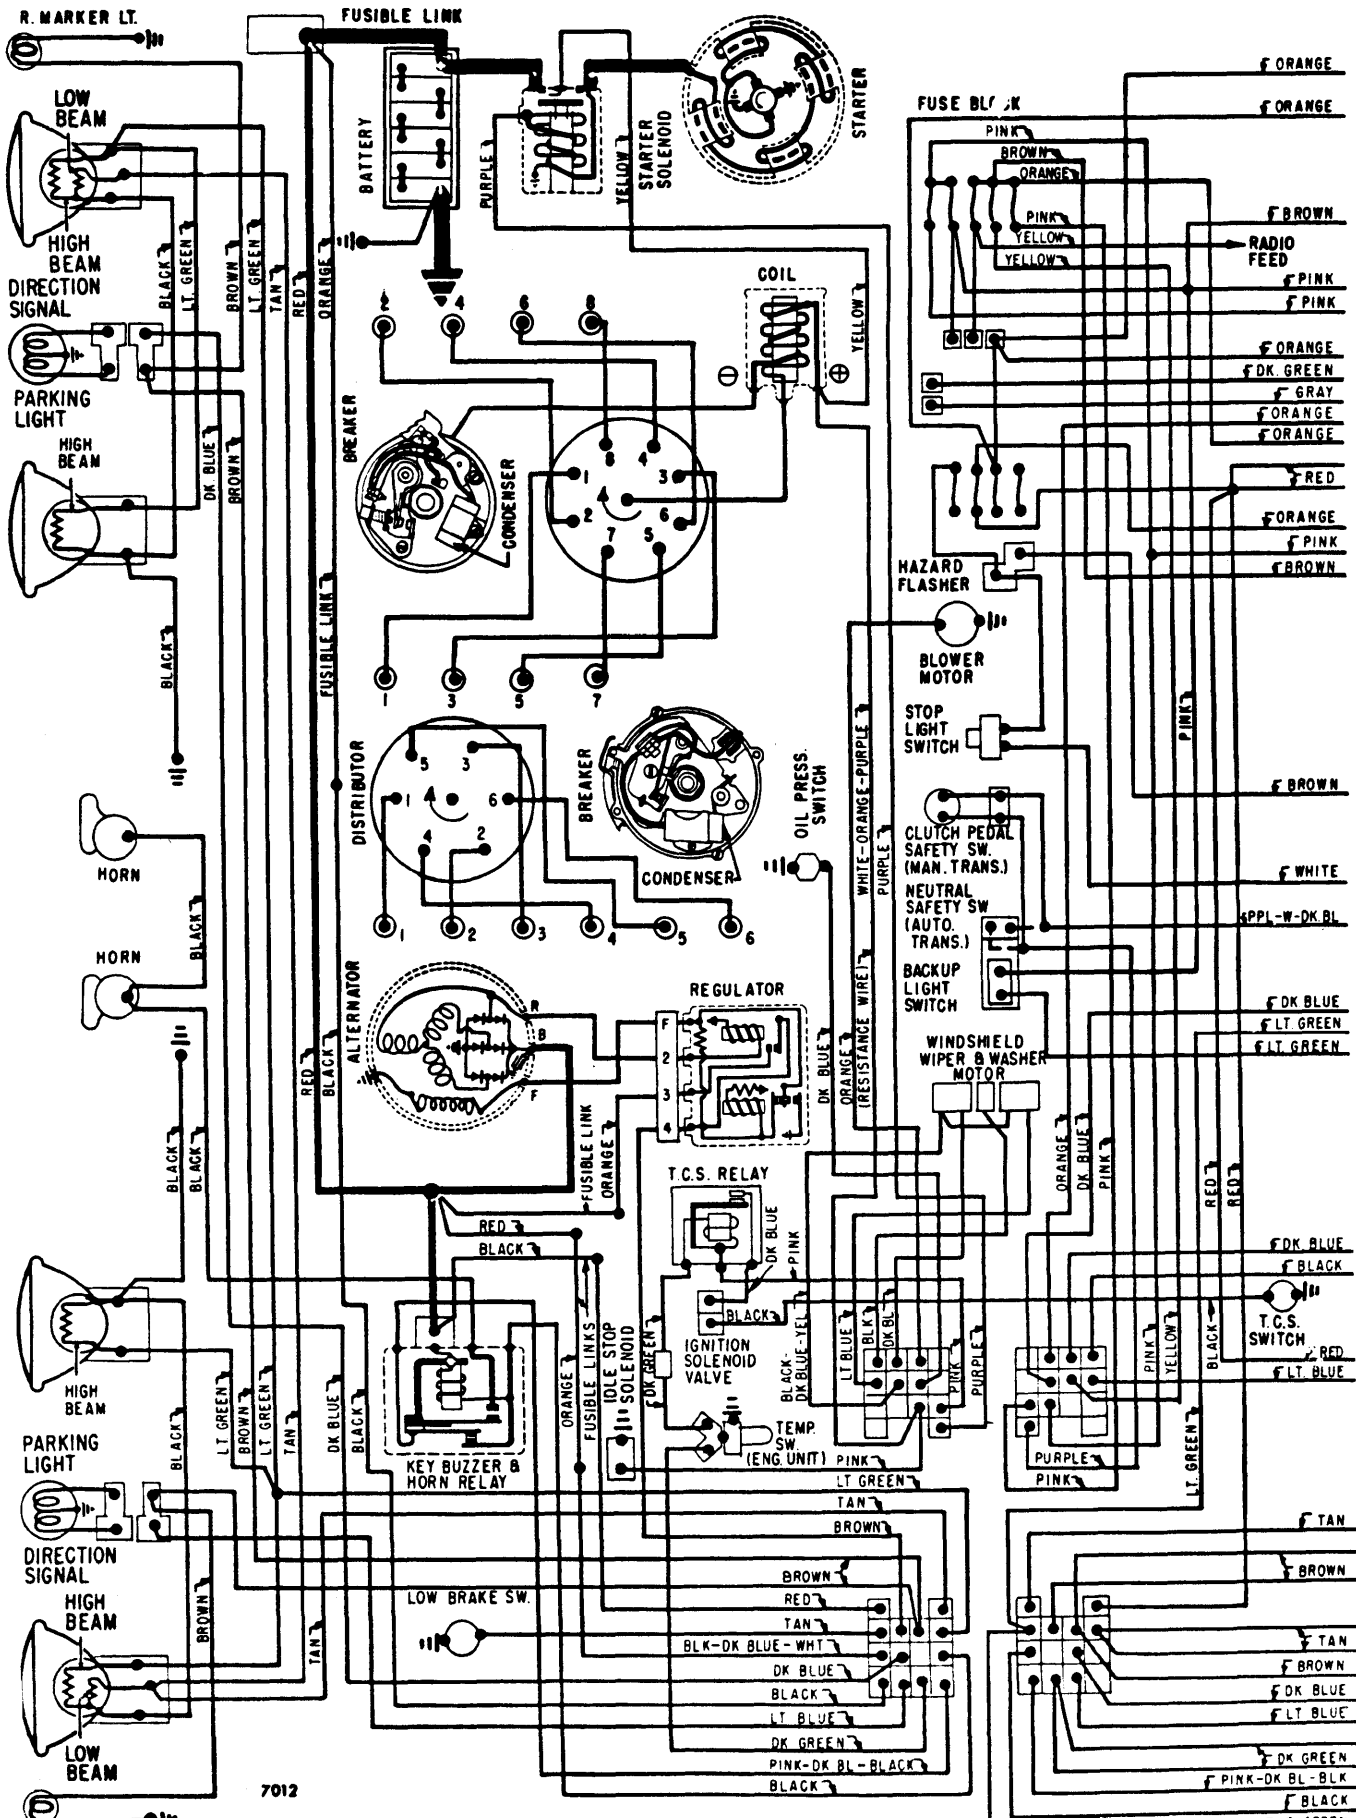 R. MARKER LT.
FUSIBLE LINK
LOW
BEAM
HIGH
BEAM
BATTERY
PURPLE
YELLOW
STARTER
SOLENOID
STARTER
FUSE BL
PINK
BROWN
ORANGE
PINK
YELLOW
YELLOW
ORANGE
ORANGE
BROWN
RADIO
FEED
PINK
PINK
ORANGE
DK. GREEN
GRAY
ORANGE
ORANGE
RED
ORANGE
PINK
BROWN
DIRECTION
SIGNAL
BLACK
LT. GREEN
BROWN
LT. GREEN
TAN
RED
ORANGE
4
6
8
COIL
YELLOW
⊖
⊕
PARKING
LIGHT
HIGH
BEAM
DK BLUE
BROWN
BREAKER
CONDENSER
8
4
1
3
2
6
7
5
HAZARD
FLASHER
BLOWER
MOTOR
BLACK
FUSIBLE LINK
1
3
5
7
STOP
LIGHT
SWITCH
PINK
WHITE-ORANGE-PURPLE
PURPLE
DISTRIBUTOR
5
3
1
6
4
2
BREAKER
CONDENSER
OIL PRESS.
SWITCH
BROWN
CLUTCH PEDAL
SAFETY SW.
(MAN. TRANS.)
NEUTRAL
SAFETY SW
(AUTO.
TRANS.)
WHITE
PPL-W-DK.BL
BACKUP
LIGHT
SWITCH
DK BLUE
LT. GREEN
LT. GREEN
HORN
BLACK
HORN
1
2
3
4
5
6
ALTERNATOR
R
B
F
REGULATOR
F
2
3
4
DK BLUE
ORANGE
(RESISTANCE WIRE)
WINDSHIELD
WIPER & WASHER
MOTOR
RED
BLACK
BLACK
BLACK
FUSIBLE LINK
ORANGE
RED
BLACK
T.C.S. RELAY
DK BLUE
PINK
ORANGE
DK BLUE
PINK
RED
RED
DK. BLUE
BLACK
T.C.S.
SWITCH
RED
LT. BLUE
BLACK
IGNITION
SOLENOID
VALVE
DK GREEN
IDLE STOP
SOLENOID
FUSIBLE LINKS
ORANGE
BLACK-
DK BLUE-YEL
LT BLUE
BLK
DK BL
PINK
PURPLE
PINK
YELLOW
BLACK
HIGH
BEAM
BLACK
LT GREEN
BROWN
LT. GREEN
TAN
DK BLUE
BLACK
KEY BUZZER &
HORN RELAY
TEMP.
SW.
(ENG. UNIT)
PINK
LT GREEN
TAN
BROWN
PURPLE
PINK
LT. GREEN
PARKING
LIGHT
DIRECTION
SIGNAL
HIGH
BEAM
BROWN
TAN
LOW BRAKE SW.
BROWN
RED
TAN
BLK-DK BLUE-WHT
DK BLUE
BLACK
LT BLUE
DK GREEN
PINK-DK BL-BLACK
BLACK
TAN
BROWN
TAN
BROWN
DK BLUE
LT BLUE
DK GREEN
PINK-DK BL-BLK
BLACK
LOW
BEAM
7012